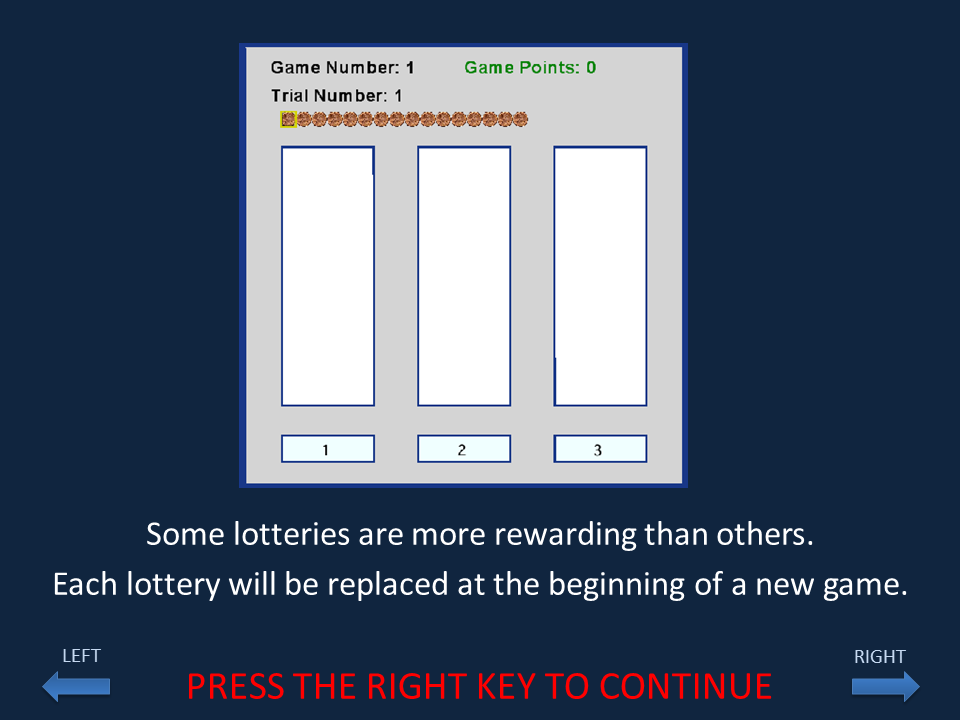 Game Number: 1 Game Points: 0
Trial Number: 1
1 2 3
Some lotteries are more rewarding than others.
Each lottery will be replaced at the beginning of a new game.
LEFT RIGHT
PRESS THE RIGHT KEY TO CONTINUE